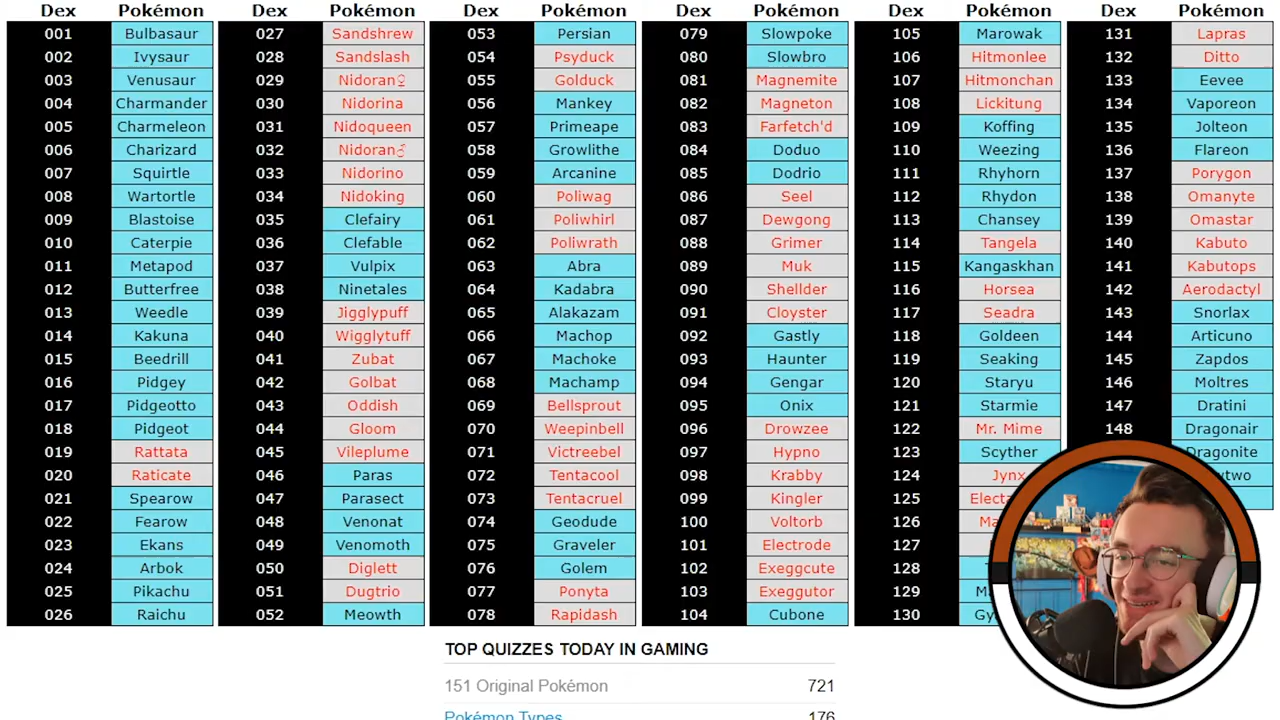 Dex Pokémon Dex Pokémon Dex Pokémon Dex Pokémon Dex Pokémon Dex Pokémon
001 Bulbasaur 027 Sandshrew 053 Persian 079 Slowpoke 105 Marowak 131 Lapras
002 Ivysaur 028 Sandslash 054 Psyduck 080 Slowbro 106 Hitmonlee 132 Ditto
003 Venusaur 029 Nidoran♀ 055 Golduck 081 Magnemite 107 Hitmonchan 133 Eevee
004 Charmander 030 Nidorina 056 Mankey 082 Magneton 108 Lickitung 134 Vaporeon
005 Charmeleon 031 Nidoqueen 057 Primeape 083 Farfetch'd 109 Koffing 135 Jolteon
006 Charizard 032 Nidoran♂ 058 Growlithe 084 Doduo 110 Weezing 136 Flareon
007 Squirtle 033 Nidorino 059 Arcanine 085 Dodrio 111 Rhyhorn 137 Porygon
008 Wartortle 034 Nidoking 060 Poliwag 086 Seel 112 Rhydon 138 Omanyte
009 Blastoise 035 Clefairy 061 Poliwhirl 087 Dewgong 113 Chansey 139 Omastar
010 Caterpie 036 Clefable 062 Poliwrath 088 Grimer 114 Tangela 140 Kabuto
011 Metapod 037 Vulpix 063 Abra 089 Muk 115 Kangaskhan 141 Kabutops
012 Butterfree 038 Ninetales 064 Kadabra 090 Shellder 116 Horsea 142 Aerodactyl
013 Weedle 039 Jigglypuff 065 Alakazam 091 Cloyster 117 Seadra 143 Snorlax
014 Kakuna 040 Wigglytuff 066 Machop 092 Gastly 118 Goldeen 144 Articuno
015 Beedrill 041 Zubat 067 Machoke 093 Haunter 119 Seaking 145 Zapdos
016 Pidgey 042 Golbat 068 Machamp 094 Gengar 120 Staryu 146 Moltres
017 Pidgeotto 043 Oddish 069 Bellsprout 095 Onix 121 Starmie 147 Dratini
018 Pidgeot 044 Gloom 070 Weepinbell 096 Drowzee 122 Mr. Mime 148 Dragonair
019 Rattata 045 Vileplume 071 Victreebel 097 Hypno 123 Scyther Dragonite
020 Raticate 046 Paras 072 Tentacool 098 Krabby 124 Jynx
021 Spearow 047 Parasect 073 Tentacruel 099 Kingler 125
022 Fearow 048 Venonat 074 Geodude 100 Voltorb 126
023 Ekans 049 Venomoth 075 Graveler 101 Electrode 127
024 Arbok 050 Diglett 076 Golem 102 Exeggcute 128
025 Pikachu 051 Dugtrio 077 Ponyta 103 Exeggutor 129
026 Raichu 052 Meowth 078 Rapidash 104 Cubone 130
TOP QUIZZES TODAY IN GAMING
151 Original Pokémon 721
Pokémon Types 176